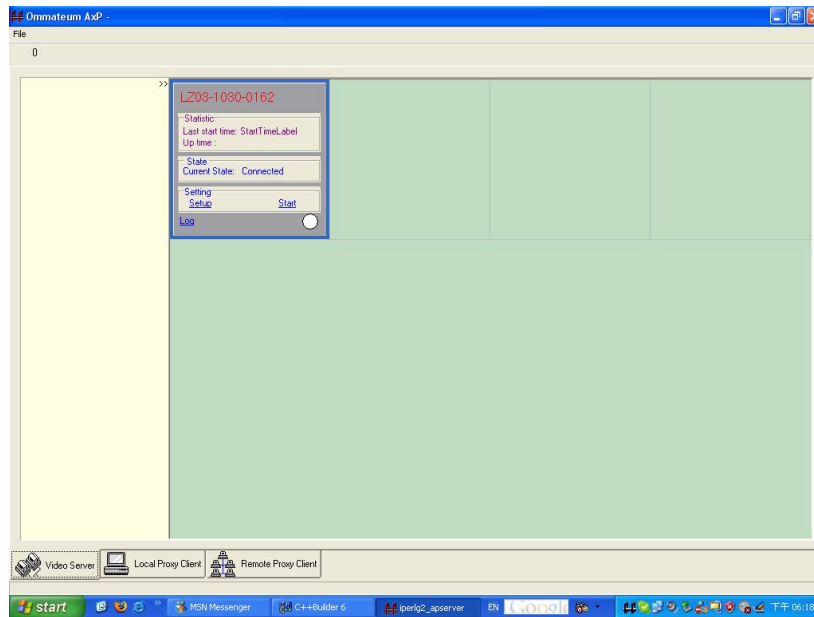 Ommateum AxP -
File
0
>>
LZ03-1030-0162
Statistic
Last start time: StartTimeLabel
Up time :
State
Current State: Connected
Setting
Setup Start
Log
Video Server Local Proxy Client Remote Proxy Client
start MSN Messenger C++Builder 6 iperlg2_apserver EN Google 下午 06:18